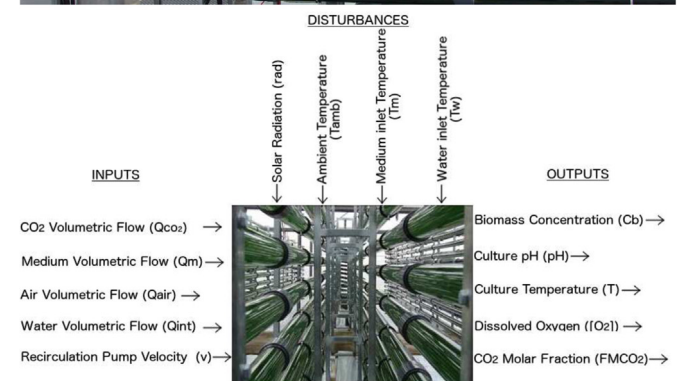 DISTURBANCES
Solar Radiation (rad)
Ambient Temperature
(Tamb)
Medium inlet Temperature
(Tm)
Water inlet Temperature
(Tw)
INPUTS
CO2 Volumetric Flow (Qco2)
Medium Volumetric Flow (Qm)
Air Volumetric Flow (Qair)
Water Volumetric Flow (Qint)
Recirculation Pump Velocity (v)
OUTPUTS
Biomass Concentration (Cb)
Culture pH (pH)
Culture Temperature (T)
Dissolved Oxygen ([O2])
CO2 Molar Fraction (FMCO2)